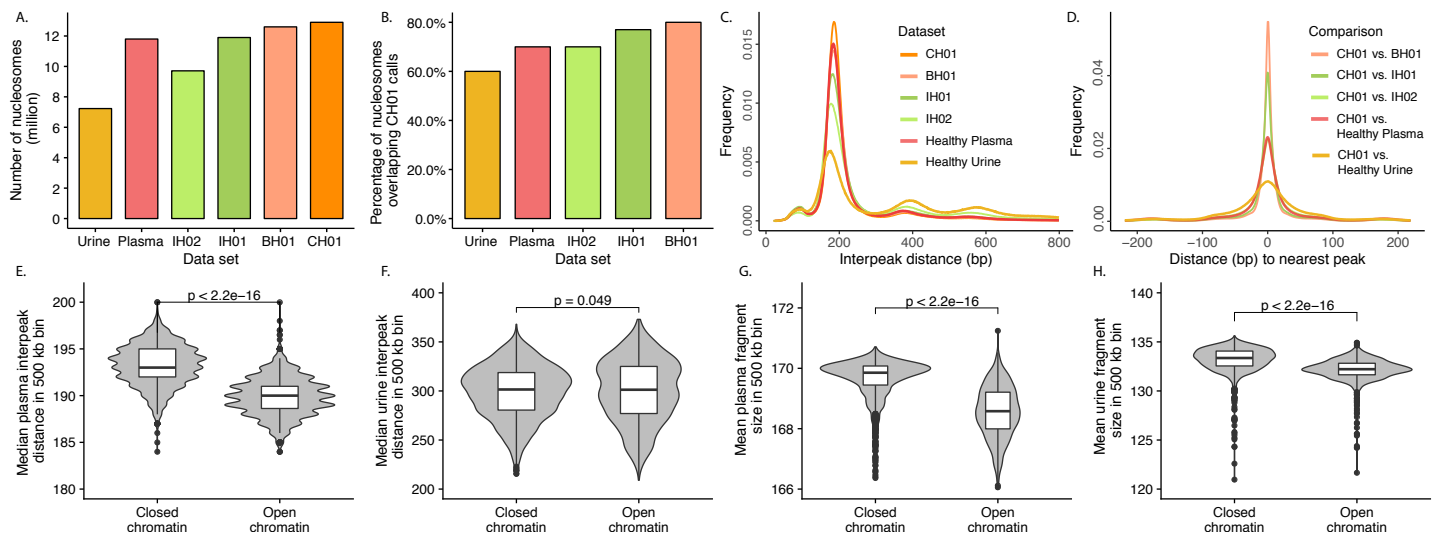 A.
Number of nucleosomes
(million)
12
10
8
6
4
2
0
Urine
Plasma
IH02
IH01
BH01
CH01
Data set
B.
Percentage of nucleosomes
overlapping CH01 calls
80.0%
60.0%
40.0%
20.0%
0.0%
Urine
Plasma
IH02
IH01
BH01
Data set
C.
Frequency
0.015
0.010
0.005
0.000
0
200
400
600
800
Interpeak distance (bp)
Dataset
CH01
BH01
IH01
IH02
Healthy Plasma
Healthy Urine
D.
Frequency
0.04
0.02
0.00
−200
−100
0
100
200
Distance (bp) to nearest peak
Comparison
CH01 vs. BH01
CH01 vs. IH01
CH01 vs. IH02
CH01 vs.
Healthy Plasma
CH01 vs.
Healthy Urine
E.
Median plasma interpeak
distance in 500 kb bin
200
195
190
185
180
p < 2.2e−16
Closed
chromatin
Open
chromatin
F.
Median urine interpeak
distance in 500 kb bin
400
350
300
250
200
p = 0.049
Closed
chromatin
Open
chromatin
G.
Mean plasma fragment
size in 500 kb bin
172
170
168
166
p < 2.2e−16
Closed
chromatin
Open
chromatin
H.
Mean urine fragment
size in 500 kb bin
140
136
132
128
124
120
p < 2.2e−16
Closed
chromatin
Open
chromatin